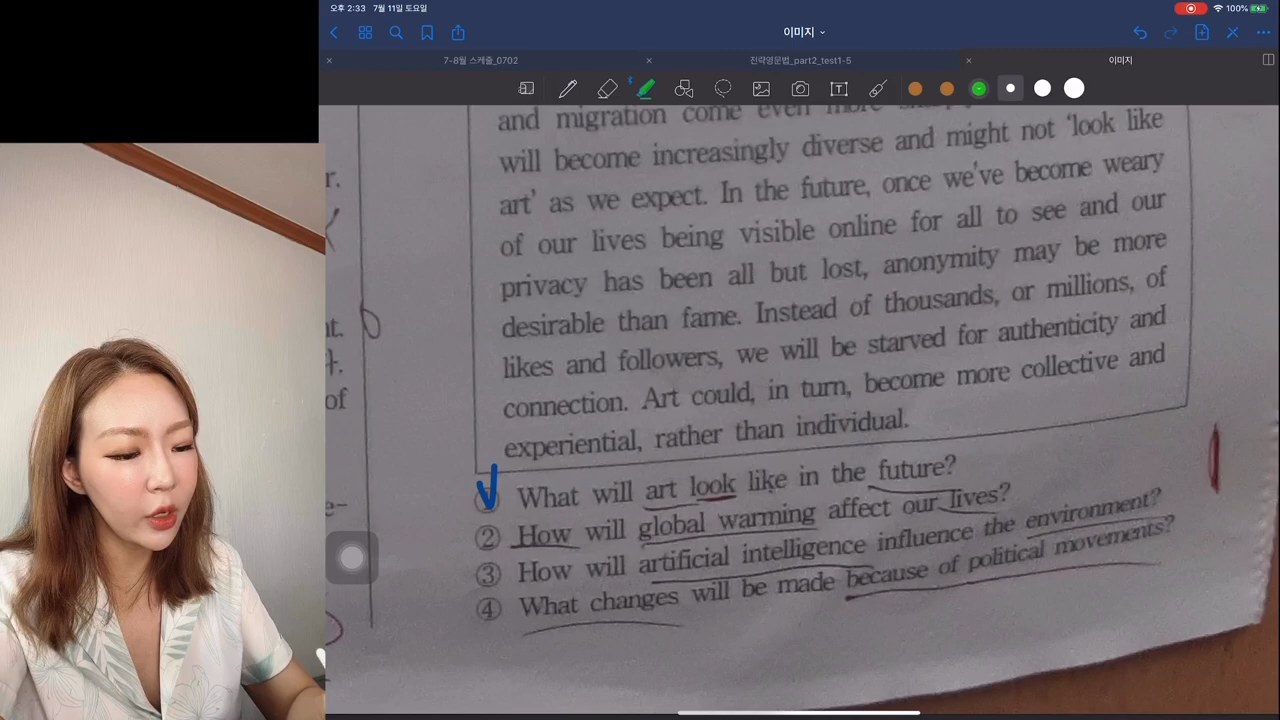 오후 2:33 7월 11일 토요일
100%
이미지
7-8월 스케쥴_0702
전략영문법_part2_test1-5
이미지
and migration come even more
will become increasingly diverse and might not ‘look like
art’ as we expect. In the future, once we’ve become weary
of our lives being visible online for all to see and our
privacy has been all but lost, anonymity may be more
desirable than fame. Instead of thousands, or millions, of
likes and followers, we will be starved for authenticity and
connection. Art could, in turn, become more collective and
experiential, rather than individual.
① What will art look like in the future?
② How will global warming affect our lives?
③ How will artificial intelligence influence the environment?
④ What changes will be made because of political movements?
r.
of